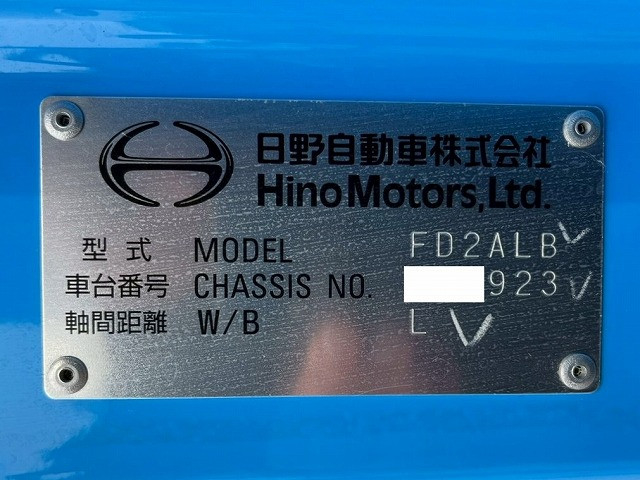 日野自動車株式会社
Hino Motors, Ltd.
型式 MODEL FD2ALB
車台番号 CHASSIS NO. 923
軸間距離 W/B L